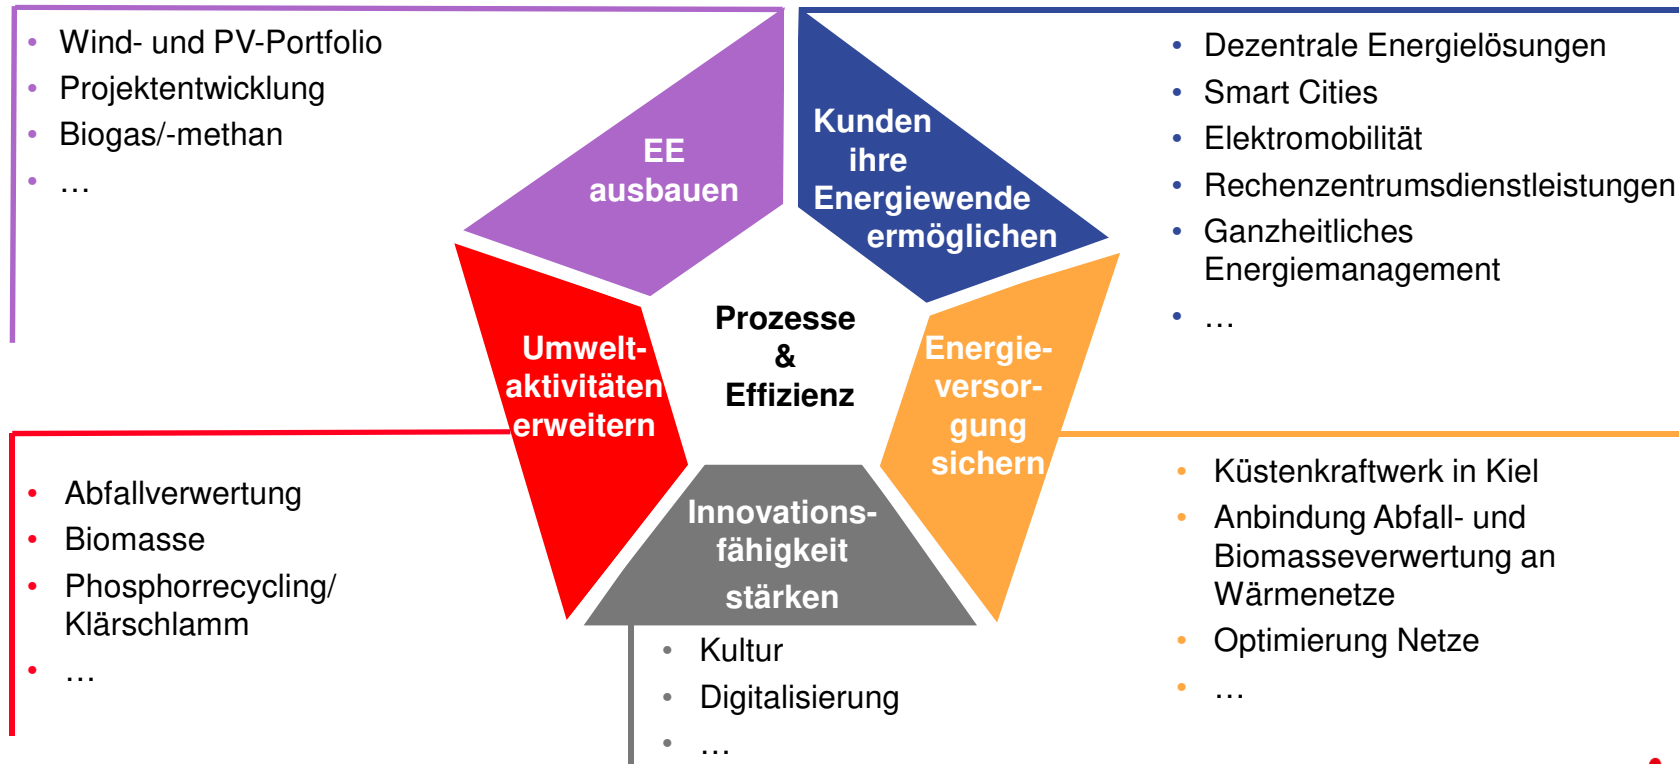 • Wind- und PV-Portfolio
• Projektentwicklung
• Biogas/-methan
• …
EE
ausbauen
Kunden
ihre
Energiewende
ermöglichen
• Dezentrale Energielösungen
• Smart Cities
• Elektromobilität
• Rechenzentrumsdienstleistungen
• Ganzheitliches
Energiemanagement
• …
Umwelt-
aktivitäten
erweitern
Prozesse
&
Effizienz
Energie-
versor-
gung
sichern
• Abfallverwertung
• Biomasse
• Phosphorrecycling/
Klärschlamm
• …
Innovations-
fähigkeit
stärken
• Kultur
• Digitalisierung
• …
• Küstenkraftwerk in Kiel
• Anbindung Abfall- und
Biomasseverwertung an
Wärmenetze
• Optimierung Netze
• …